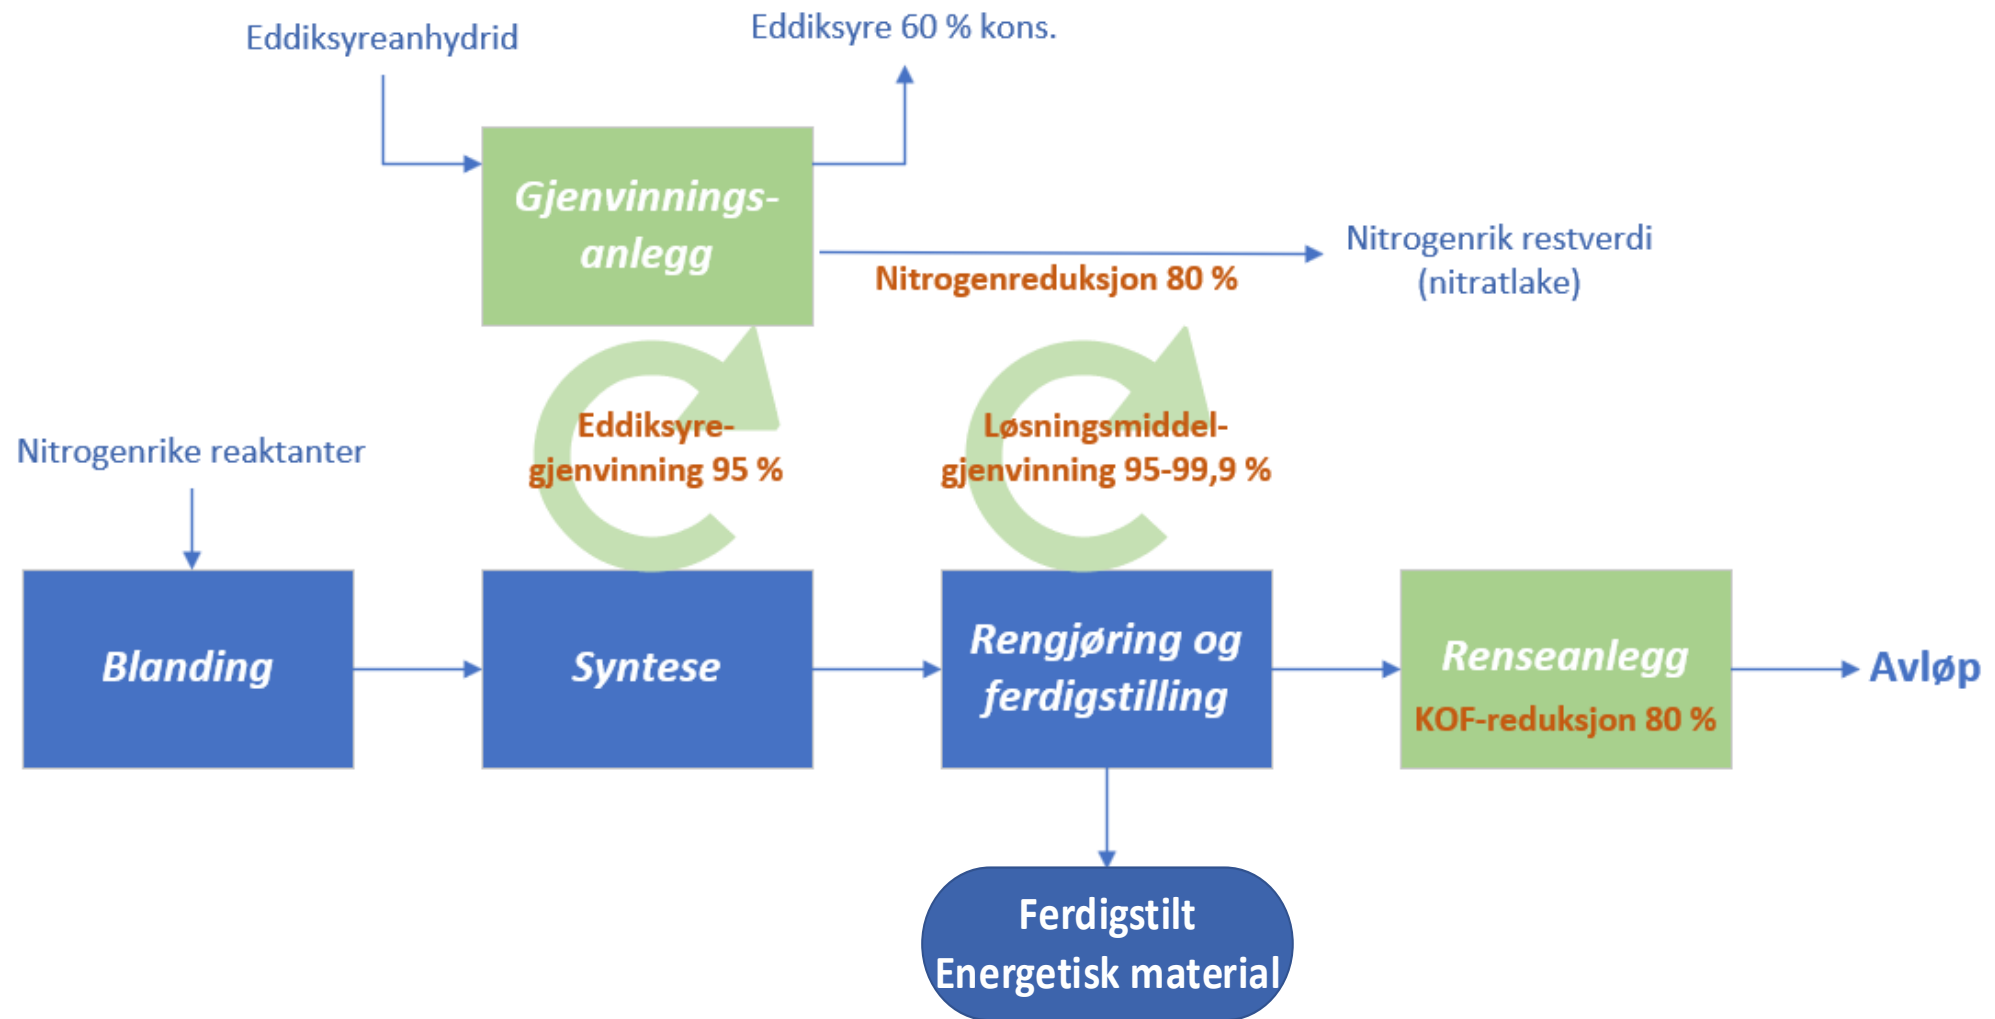 Eddiksyreanhydrid
Eddiksyre 60 % kons.
Gjenvinnings-
anlegg
Nitrogenrik restverdi
(nitratlake)
Nitrogenreduksjon 80 %
Eddiksyre-
gjenvinning 95 %
Løsningsmiddel-
gjenvinning 95-99,9 %
Nitrogenrike reaktanter
Blanding
Syntese
Rengjøring og
ferdigstilling
Renseanlegg
KOF-reduksjon 80 %
Avløp
Ferdigstilt
Energetisk material